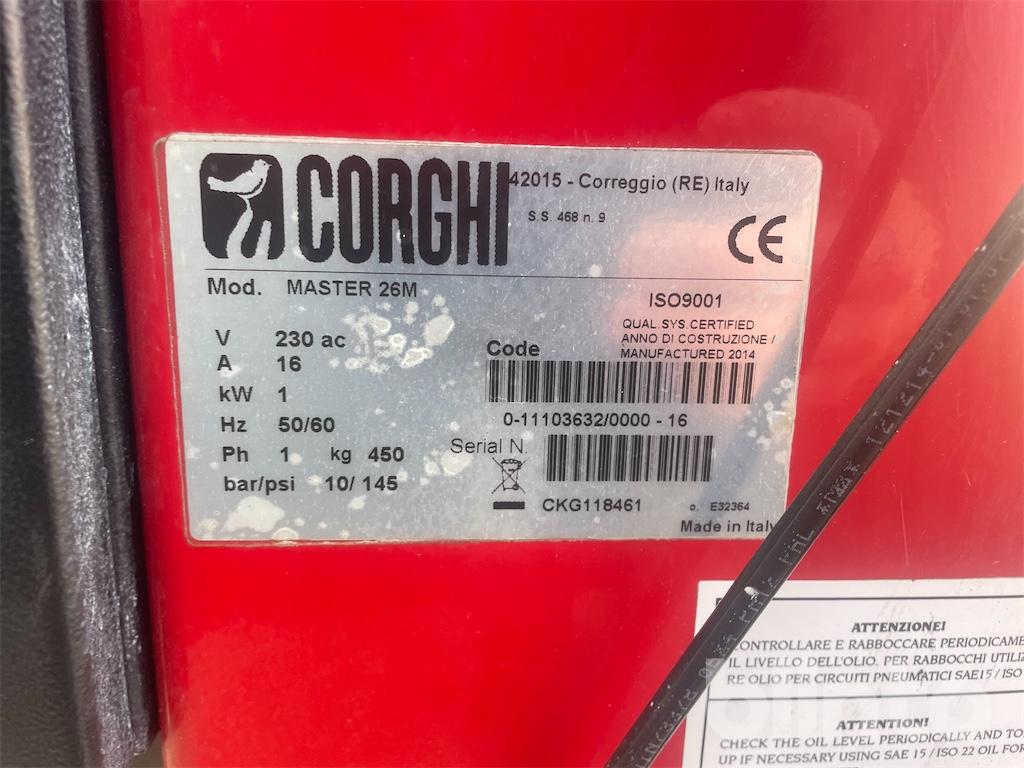 CORGHI
42015 - Correggio (RE) Italy
S.S. 468 n. 9
CE
Mod. MASTER 26M
ISO9001
QUAL.SYS.CERTIFIED
ANNO DI COSTRUZIONE /
MANUFACTURED 2014
V 230 ac
A 16
kW 1
Hz 50/60
Ph 1 kg 450
bar/psi 10/ 145
Code
0-11103632/0000 - 16
Serial N.
CKG118461
o. E32364
Made in Italy
ATTENZIONE!
CONTROLLARE E RABBOCCARE PERIODICAME
IL LIVELLO DELL'OLIO. PER RABBOCCHI UTILI
RE OLIO PER CIRCUITI PNEUMATICI SAE15 / ISO
ATTENTION!
CHECK THE OIL LEVEL PERIODICALLY AND TO
UP IF NECESSARY USING SAE 15 / ISO 22 OIL FOR